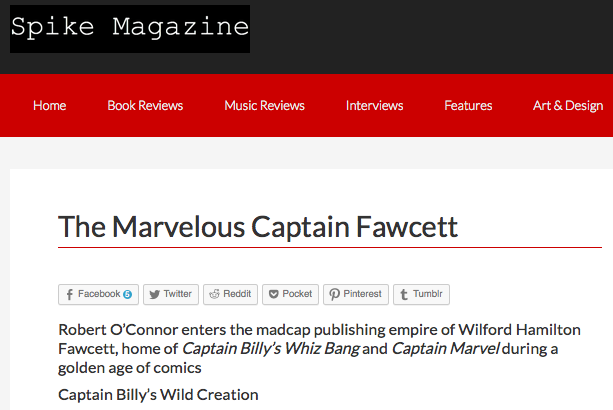 Spike Magazine
Home Book Reviews Music Reviews Interviews Features Art & Design
The Marvelous Captain Fawcett
Facebook 5 Twitter Reddit Pocket Pinterest Tumblr
Robert O’Connor enters the madcap publishing empire of Wilford Hamilton
Fawcett, home of Captain Billy’s Whiz Bang and Captain Marvel during a
golden age of comics
Captain Billy’s Wild Creation